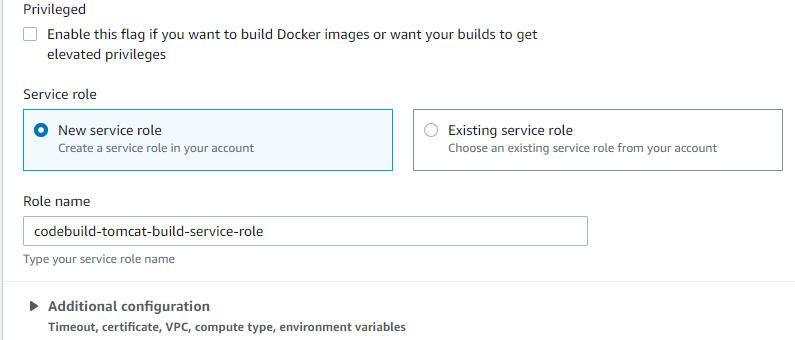 Privileged
Enable this flag if you want to build Docker images or want your builds to get
elevated privileges
Service role
New service role
Create a service role in your account
Existing service role
Choose an existing service role from your account
Role name
codebuild-tomcat-build-service-role
Type your service role name
Additional configuration
Timeout, certificate, VPC, compute type, environment variables